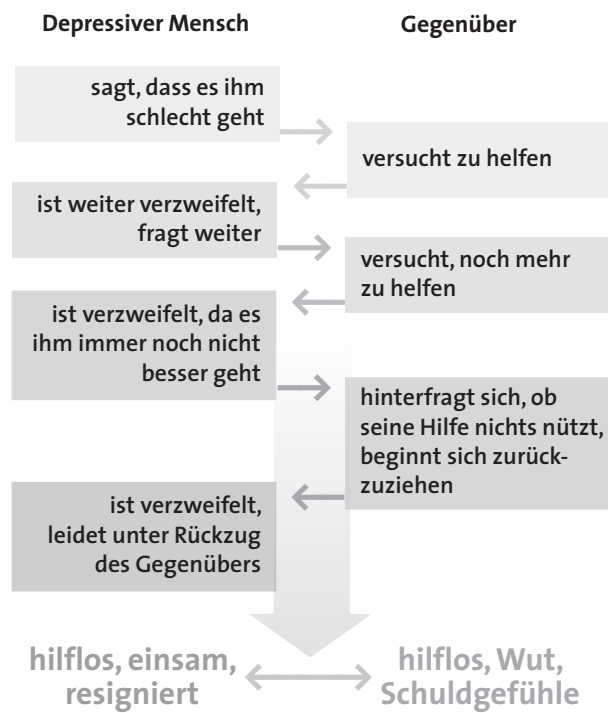 Depressiver Mensch
Gegenüber
sagt, dass es ihm
schlecht geht
versucht zu helfen
ist weiter verzweifelt,
fragt weiter
versucht, noch mehr
zu helfen
ist verzweifelt, da es
ihm immer noch nicht
besser geht
hinterfragt sich, ob
seine Hilfe nichts nützt,
beginnt sich zurück-
zuziehen
ist verzweifelt,
leidet unter Rückzug
des Gegenübers
hilflos, einsam,
resigniert
hilflos, Wut,
Schuldgefühle